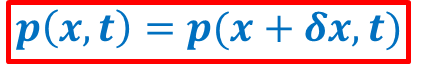 p(x, t) = p(x + δx, t)